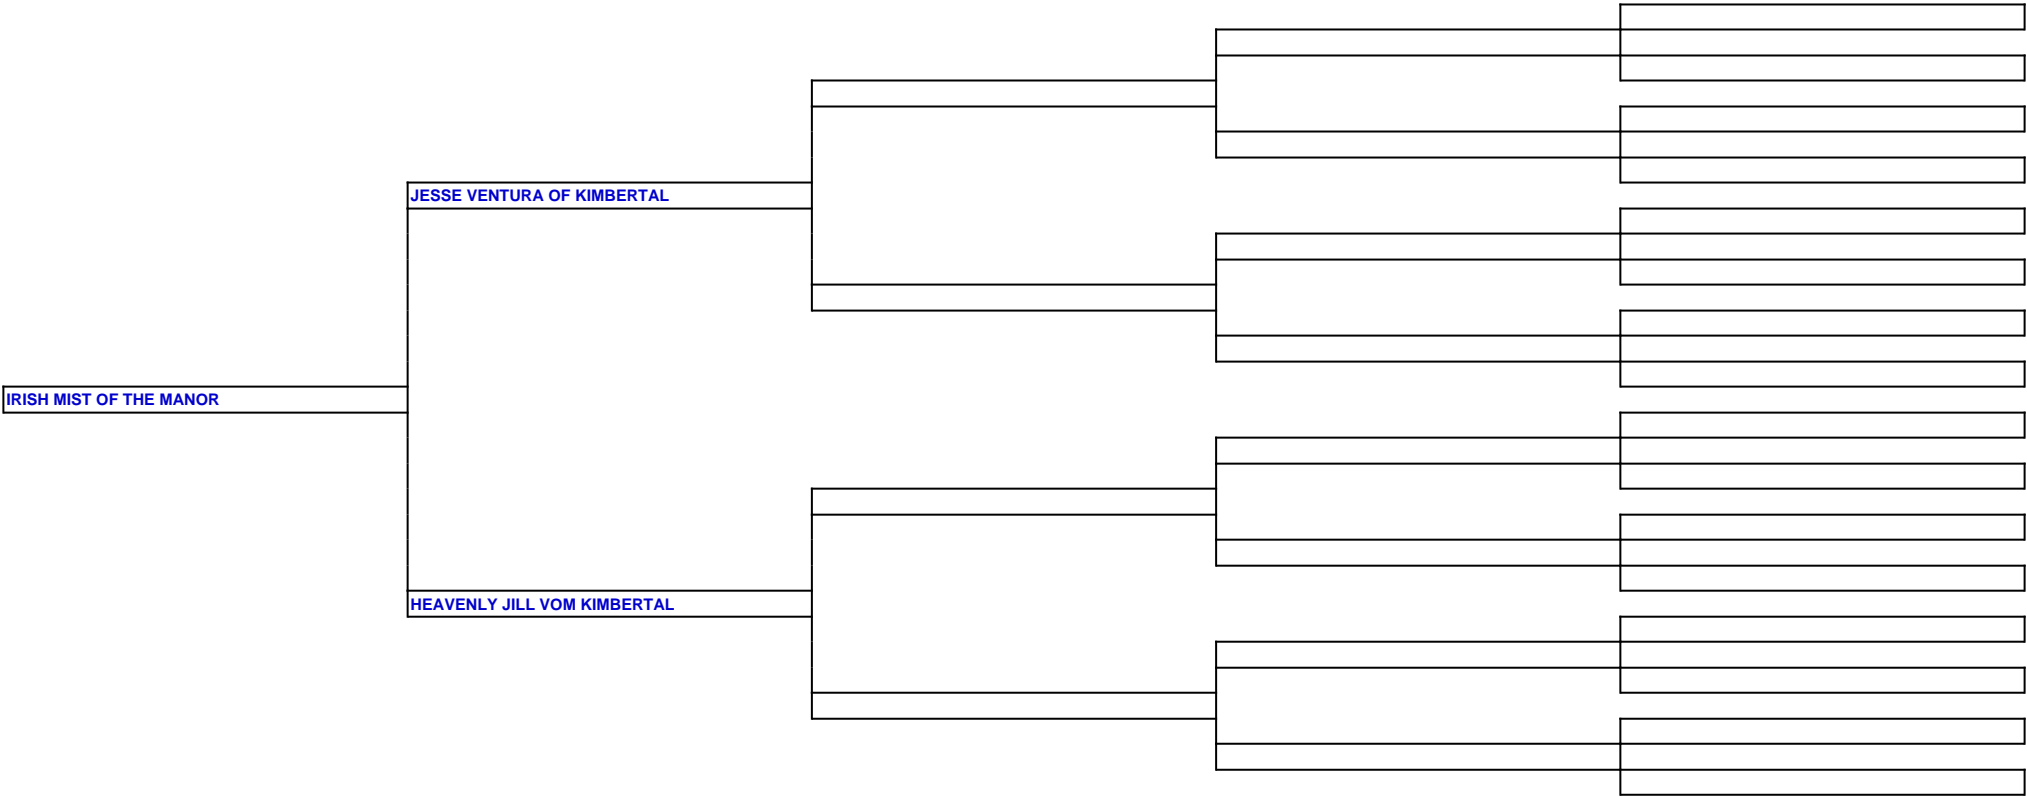 JESSE VENTURA OF KIMBERTAL
IRISH MIST OF THE MANOR
HEAVENLY JILL VOM KIMBERTAL